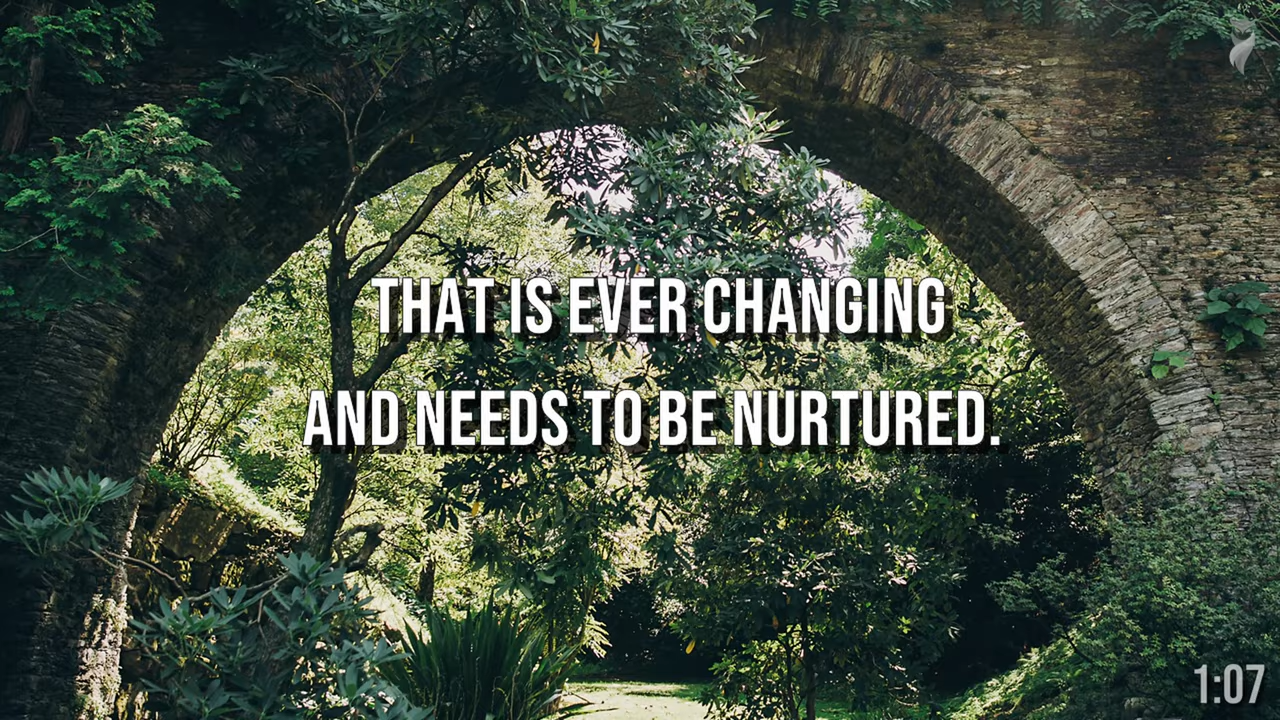 THAT IS EVER CHANGING
AND NEEDS TO BE NURTURED.
1:07